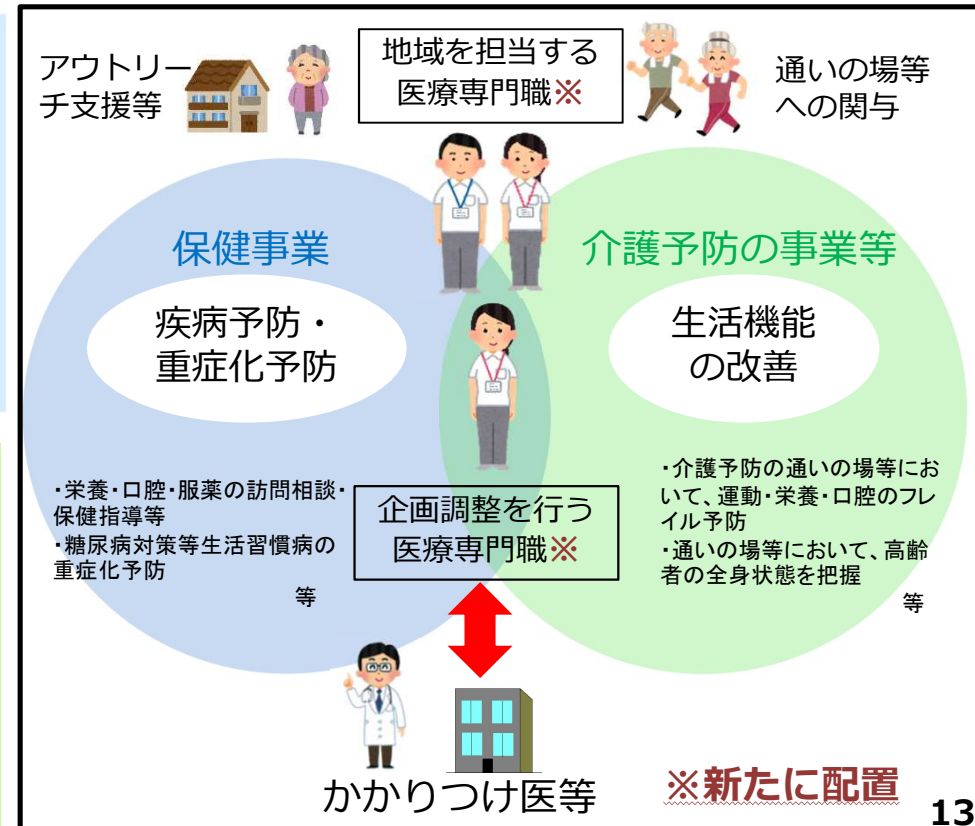 アウトリー
チ支援等
地域を担当する
医療専門職※
通いの場等
への関与
保健事業
疾病予防・
重症化予防
介護予防の事業等
生活機能
の改善
・栄養・口腔・服薬の訪問相談・
保健指導等
・糖尿病対策等生活習慣病の
重症化予防
等
企画調整を行う
医療専門職※
・介護予防の通いの場等にお
いて、運動・栄養・口腔のフレ
イル予防
・通いの場等において、高齢
者の全身状態を把握
等
かかりつけ医等
※新たに配置
13